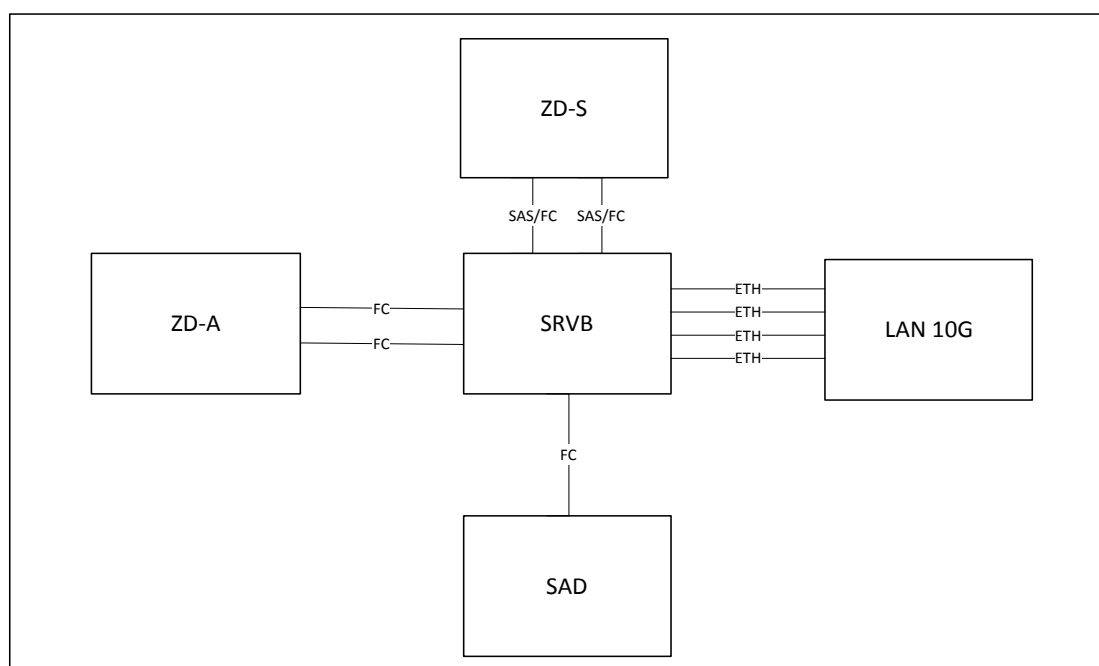 ZD-S
SAS/FC SAS/FC
ZD-A
FC
FC
SRVB
ETH
ETH
ETH
ETH
LAN 10G
FC
SAD